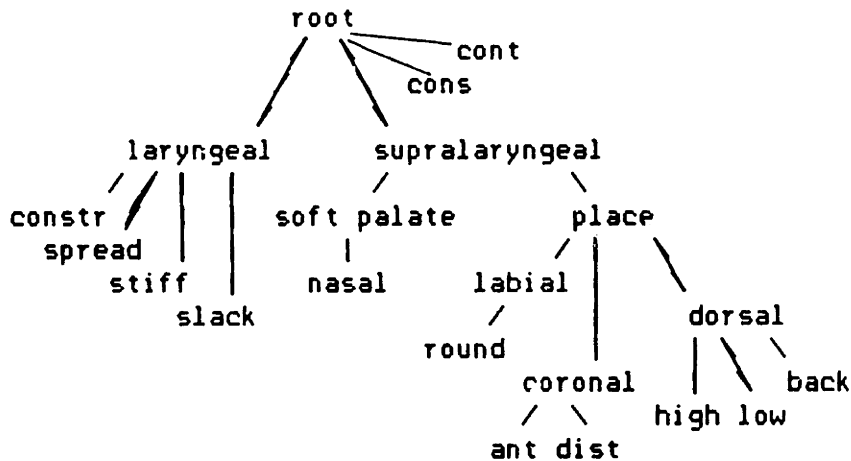 root
cont
cons
laryngeal supralaryngeal
constr soft palate place
spread
stiff nasal labial
slack dorsal
round
coronal back
high low
ant dist